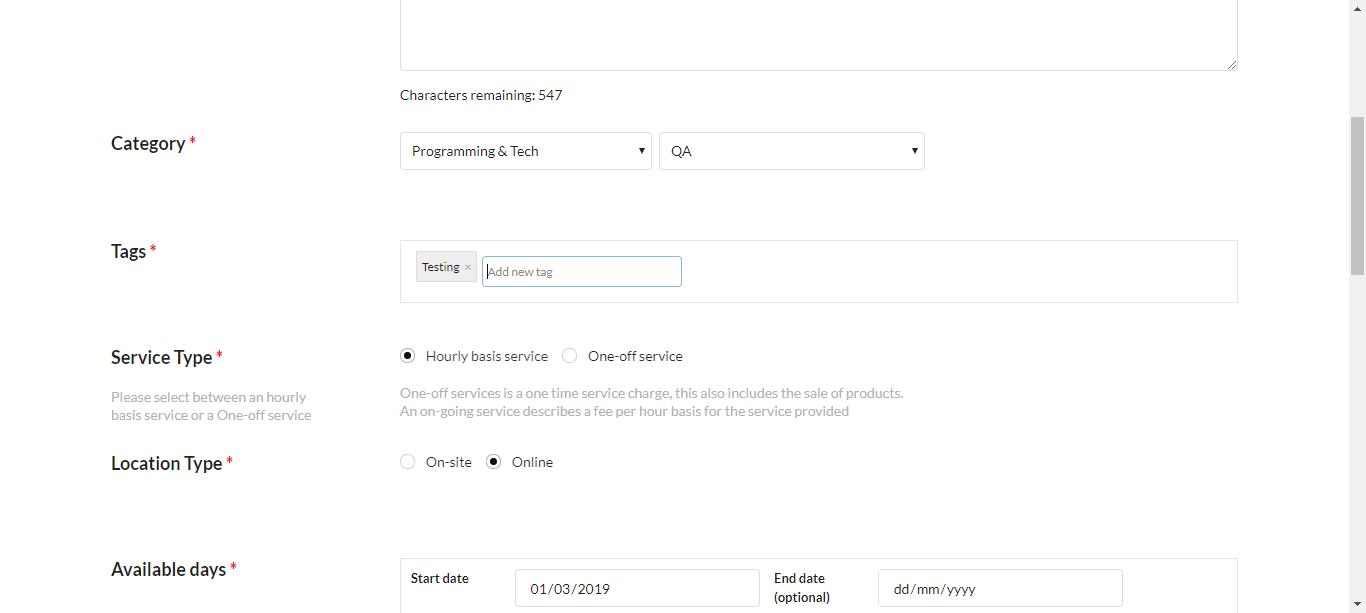 Characters remaining: 547
Category *
Programming & Tech
QA
Tags *
Testing ×
Add new tag
Service Type *
Hourly basis service
One-off service
Please select between an hourly
basis service or a One-off service
One-off services is a one time service charge, this also includes the sale of products.
An on-going service describes a fee per hour basis for the service provided
Location Type *
On-site
Online
Available days *
Start date
01/03/2019
End date
(optional)
dd/mm/yyyy